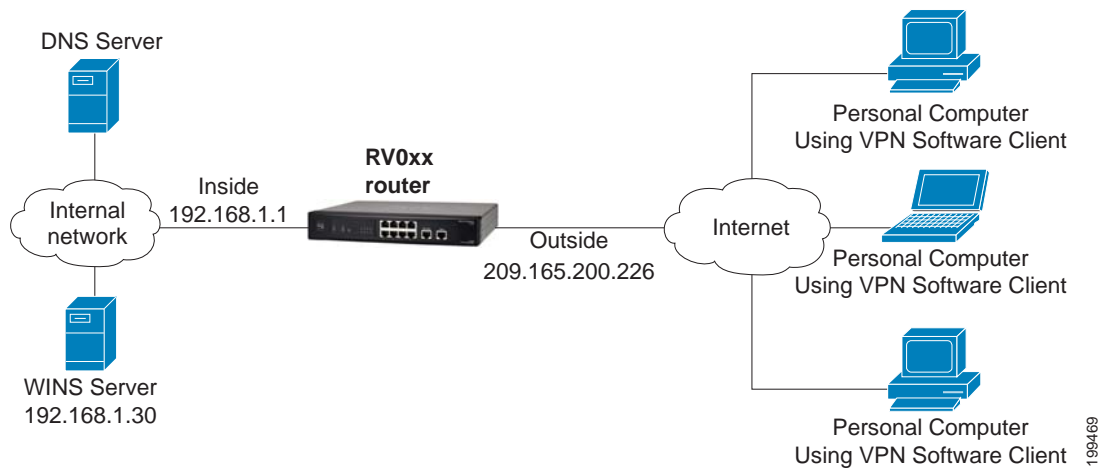 DNS Server
Internal
network
WINS Server
192.168.1.30
Inside
192.168.1.1
RV0xx
router
Outside
209.165.200.226
Internet
Personal Computer
Using VPN Software Client
Personal Computer
Using VPN Software Client
Personal Computer
Using VPN Software Client
199469